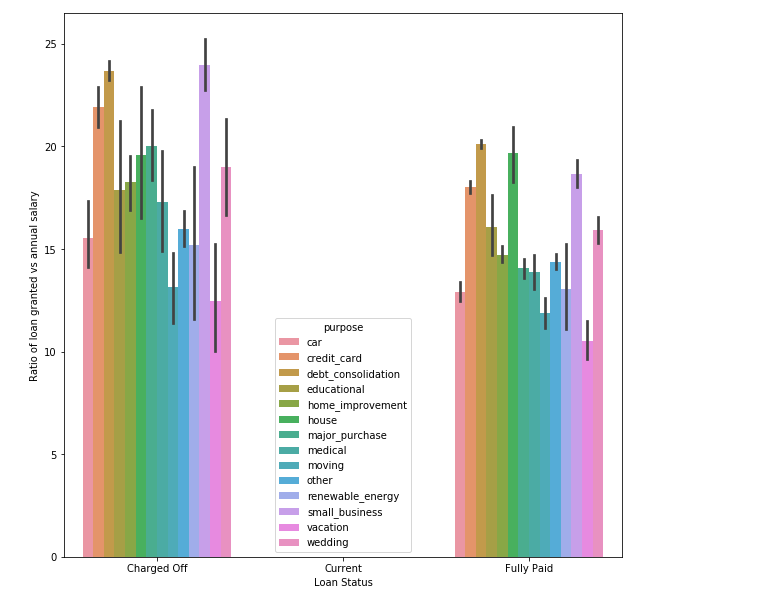 25
20
15
10
5
0
Ratio of loan granted vs annual salary
purpose
car
credit_card
debt_consolidation
educational
home_improvement
house
major_purchase
medical
moving
other
renewable_energy
small_business
vacation
wedding
Charged Off
Current
Fully Paid
Loan Status